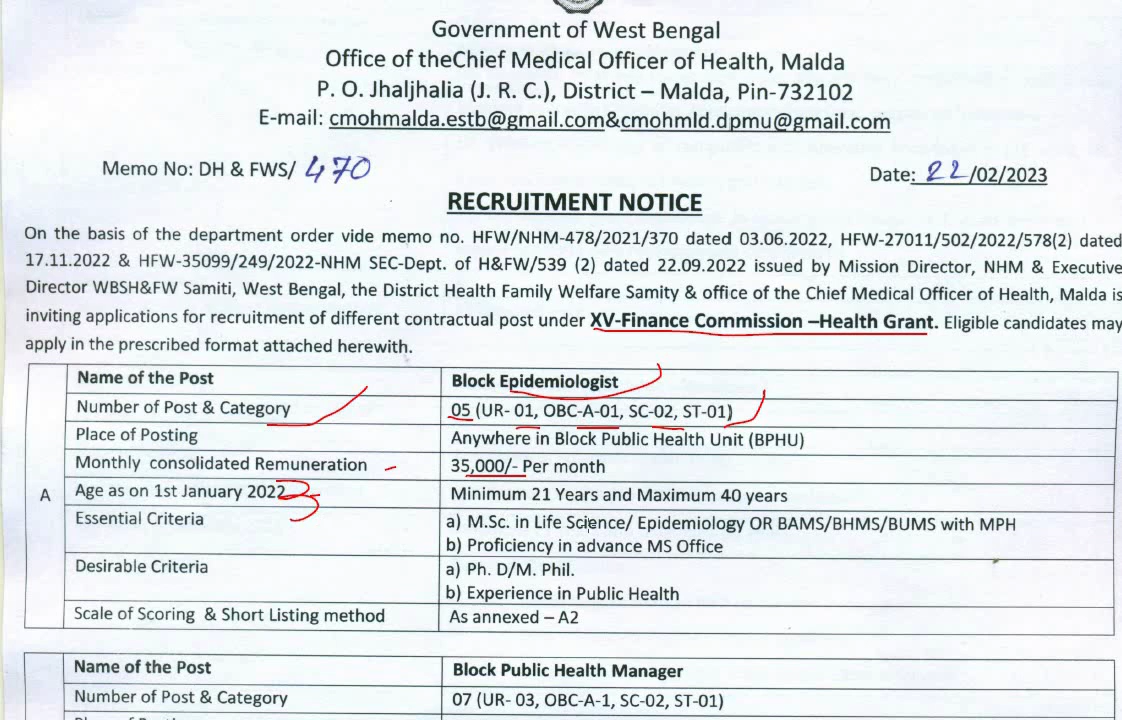 Government of West Bengal
Office of theChief Medical Officer of Health, Malda
P. O. Jhaljhalia (J. R. C.), District – Malda, Pin-732102
E-mail: cmohmalda.estb@gmail.com&cmohmld.dpmu@gmail.com
Memo No: DH & FWS/ 470 Date: 22/02/2023
RECRUITMENT NOTICE
On the basis of the department order vide memo no. HFW/NHM-478/2021/370 dated 03.06.2022, HFW-27011/502/2022/578(2) dated
17.11.2022 & HFW-35099/249/2022-NHM SEC-Dept. of H&FW/539 (2) dated 22.09.2022 issued by Mission Director, NHM & Executive
Director WBSH&FW Samiti, West Bengal, the District Health Family Welfare Samity & office of the Chief Medical Officer of Health, Malda is
inviting applications for recruitment of different contractual post under XV-Finance Commission –Health Grant. Eligible candidates may
apply in the prescribed format attached herewith.
Name of the Post Block Epidemiologist
Number of Post & Category 05 (UR- 01, OBC-A-01, SC-02, ST-01)
Place of Posting Anywhere in Block Public Health Unit (BPHU)
Monthly consolidated Remuneration 35,000/- Per month
A Age as on 1st January 2022 3 Minimum 21 Years and Maximum 40 years
Essential Criteria a) M.Sc. in Life Science/ Epidemiology OR BAMS/BHMS/BUMS with MPH
b) Proficiency in advance MS Office
Desirable Criteria a) Ph. D/M. Phil.
b) Experience in Public Health
Scale of Scoring & Short Listing method As annexed – A2
Name of the Post Block Public Health Manager
Number of Post & Category 07 (UR- 03, OBC-A-1, SC-02, ST-01)